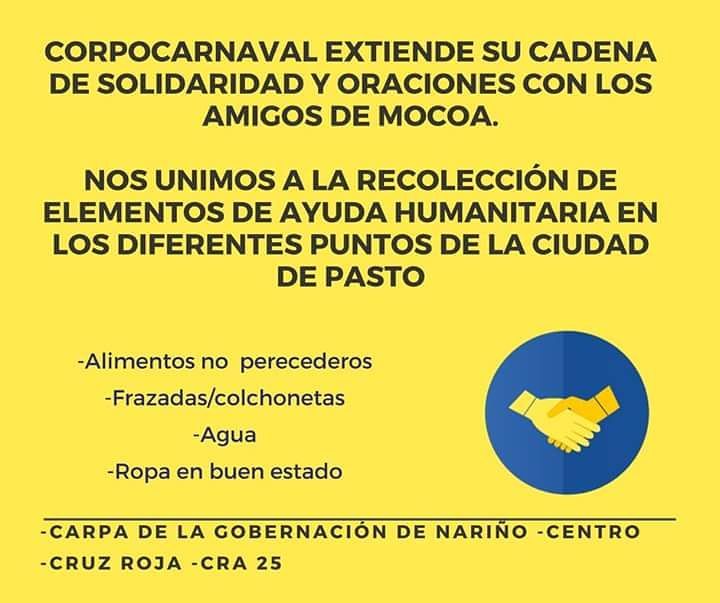 CORPOCARNAVAL EXTIENDE SU CADENA
DE SOLIDARIDAD Y ORACIONES CON LOS
AMIGOS DE MOCOA.
NOS UNIMOS A LA RECOLECCIÓN DE
ELEMENTOS DE AYUDA HUMANITARIA EN
LOS DIFERENTES PUNTOS DE LA CIUDAD
DE PASTO
-Alimentos no perecederos
-Frazadas/colchonetas
-Agua
-Ropa en buen estado
-CARPA DE LA GOBERNACIÓN DE NARIÑO -CENTRO
-CRUZ ROJA -CRA 25